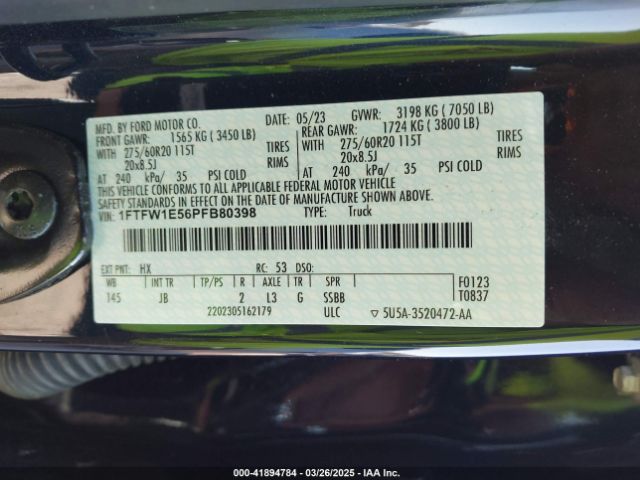 MFD. BY FORD MOTOR CO.
DATE: 05/23 GVWR: 3198 KG ( 7050 LB)
FRONT GAWR: 1565 KG ( 3450 LB) REAR GAWR: 1724 KG ( 3800 LB)
WITH 275/60R20 115T TIRES 275/60R20 115T TIRES
20x8.5J RIMS 20x8.5J RIMS
AT 240 kPa/ 35 PSI COLD AT 240 kPa/ 35 PSI COLD
THIS VEHICLE CONFORMS TO ALL APPLICABLE FEDERAL MOTOR VEHICLE
SAFETY STANDARDS IN EFFECT ON THE DATE OF MANUFACTURE SHOWN ABOVE.
VIN: 1FTFW1E56PFB80398 TYPE: Truck
EXT PNT: HX RC: 53 DSO:
WB INT TR TP/PS R AXLE TR SPR F0123
145 JB 2 L3 G SSBB T0837
2202305162179 ULC ▽ 5U5A-3520472-AA
020-41894784 | 03/26/2025 | IAA Inc.